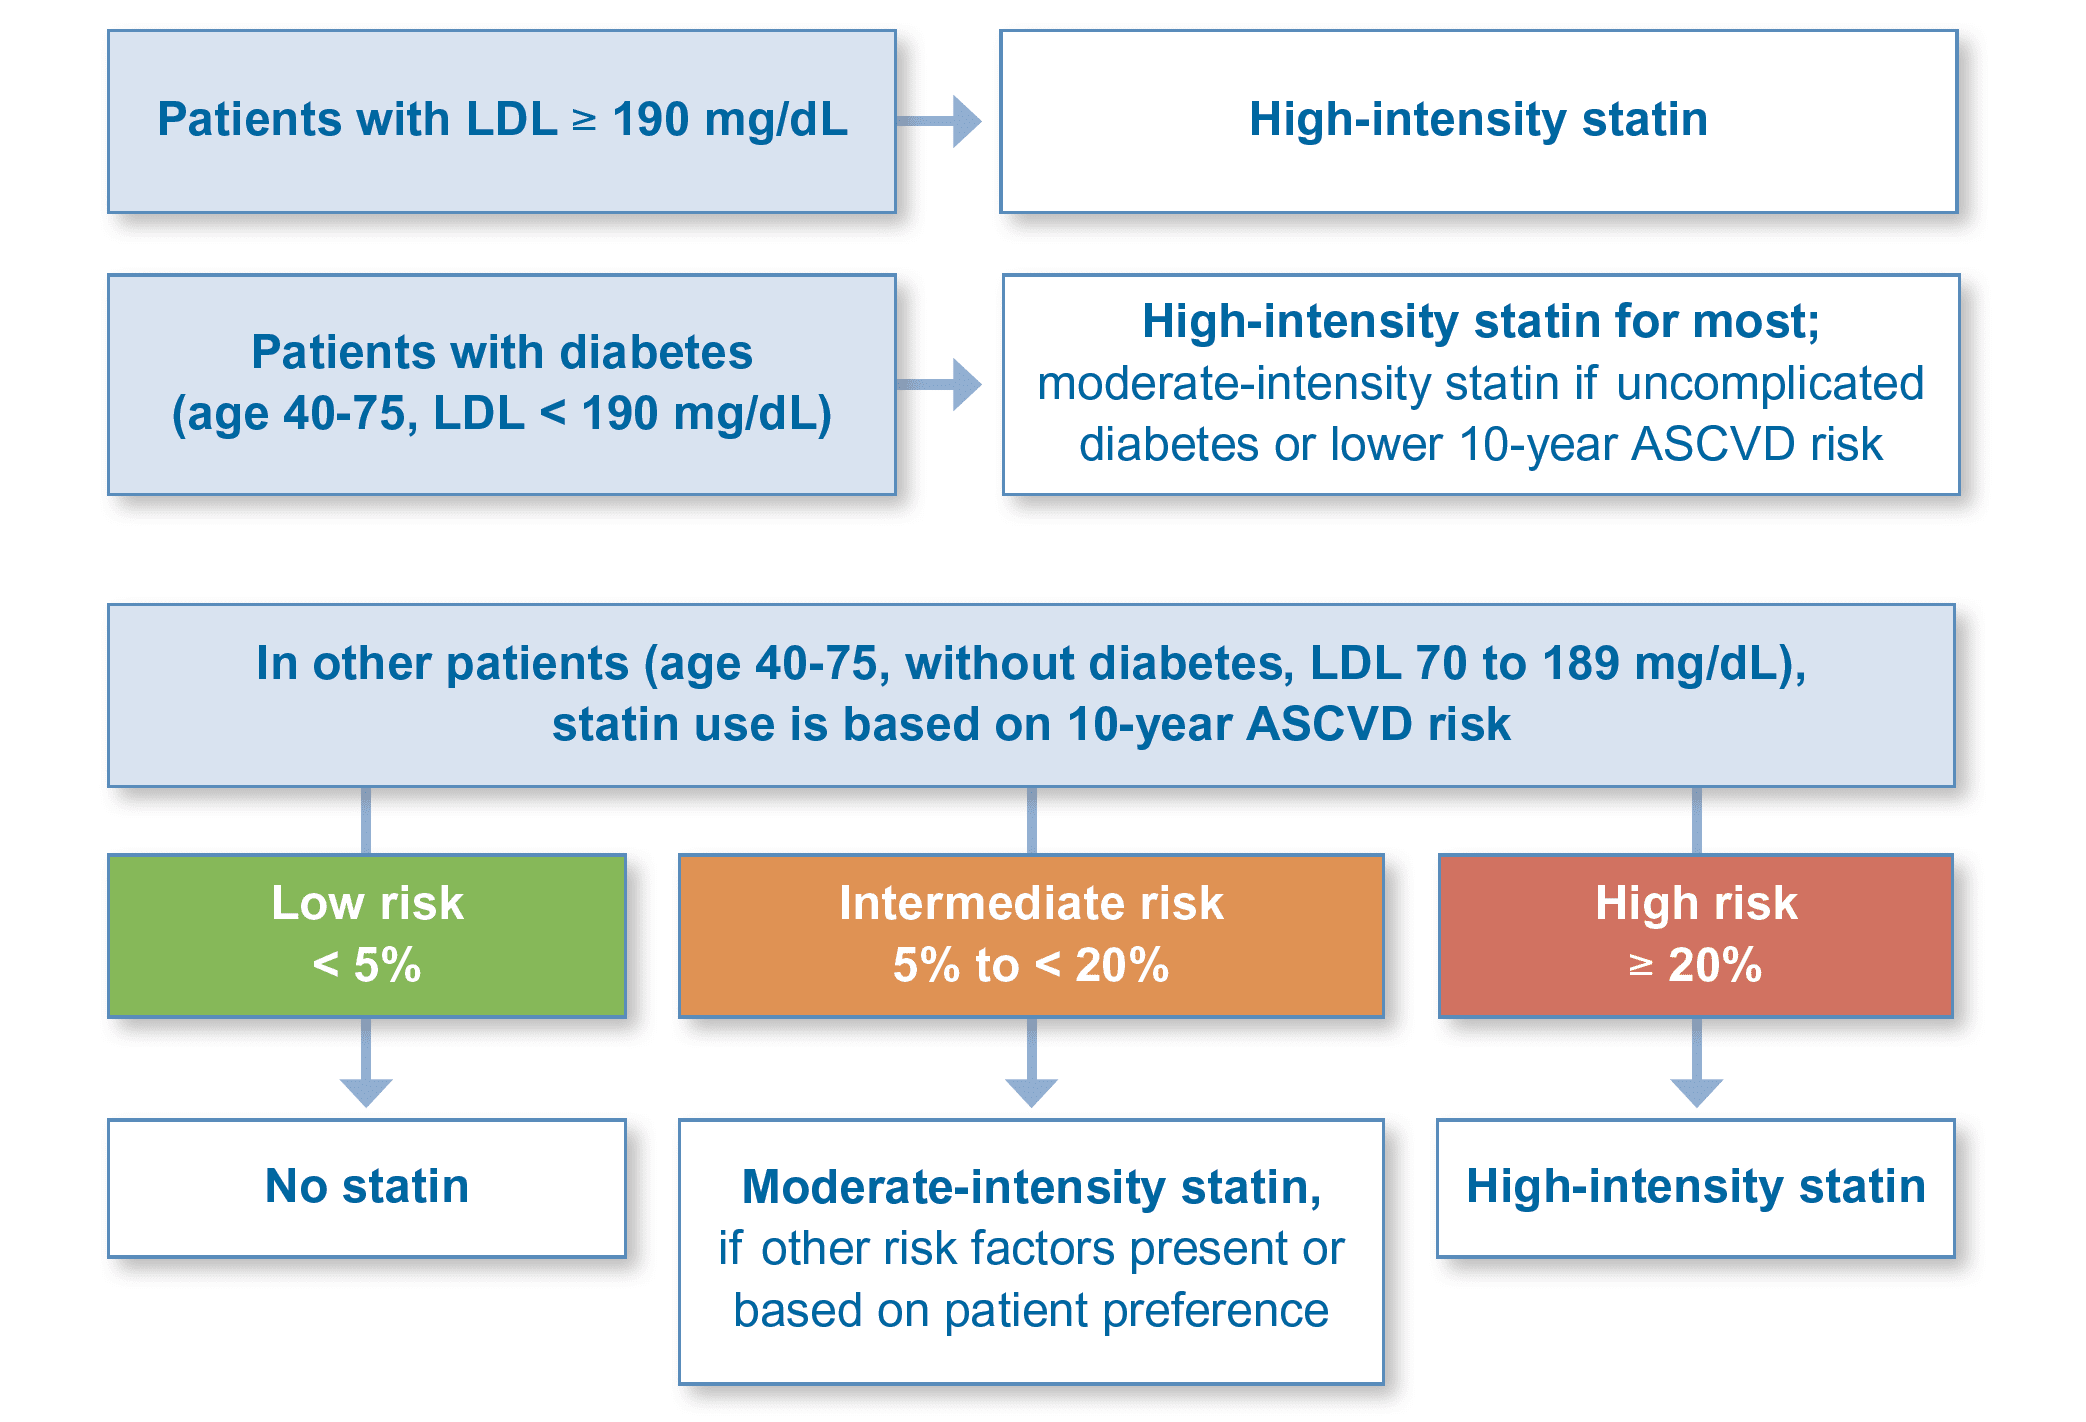 Patients with LDL ≥ 190 mg/dL
High-intensity statin
Patients with diabetes
(age 40-75, LDL < 190 mg/dL)
High-intensity statin for most;
moderate-intensity statin if uncomplicated
diabetes or lower 10-year ASCVD risk
In other patients (age 40-75, without diabetes, LDL 70 to 189 mg/dL),
statin use is based on 10-year ASCVD risk
Low risk
< 5%
Intermediate risk
5% to < 20%
High risk
≥ 20%
No statin
Moderate-intensity statin,
if other risk factors present or
based on patient preference
High-intensity statin